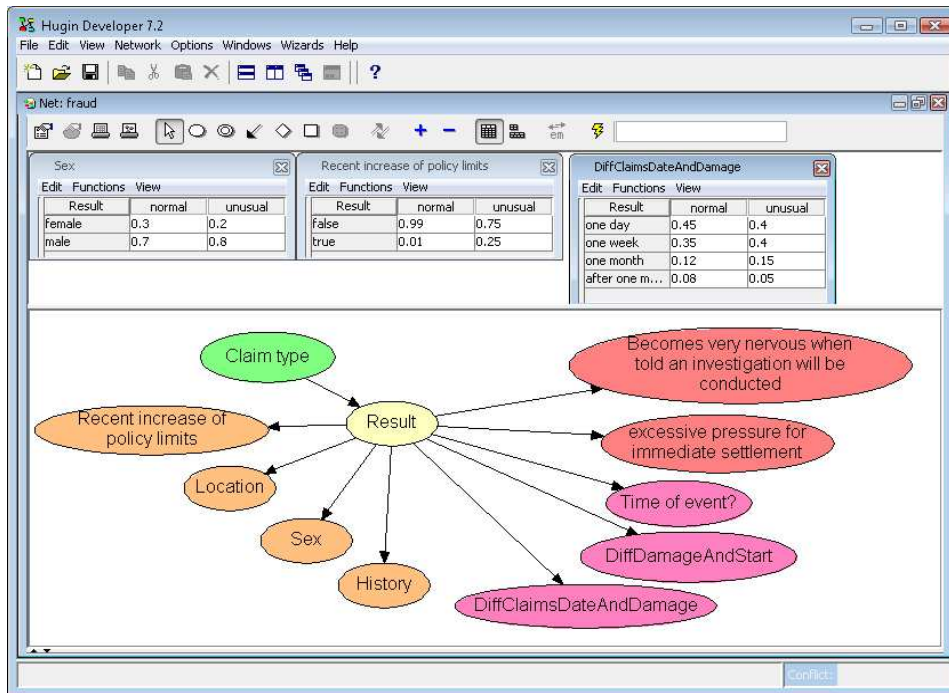 Hugin Developer 7.2
File Edit View Network Options Windows Wizards Help
?
Net: fraud
em
Sex
Edit Functions View
Result normal unusual
female 0.3 0.2
male 0.7 0.8
Recent increase of policy limits
Edit Functions View
Result normal unusual
false 0.99 0.75
true 0.01 0.25
DiffClaimsDateAndDamage
Edit Functions View
Result normal unusual
one day 0.45 0.4
one week 0.35 0.4
one month 0.12 0.15
after one m... 0.08 0.05
Claim type
Becomes very nervous when
told an investigation will be
conducted
Recent increase of
policy limits
Result
excessive pressure for
immediate settlement
Location
Time of event?
Sex
DiffDamageAndStart
History
DiffClaimsDateAndDamage
Conflict: